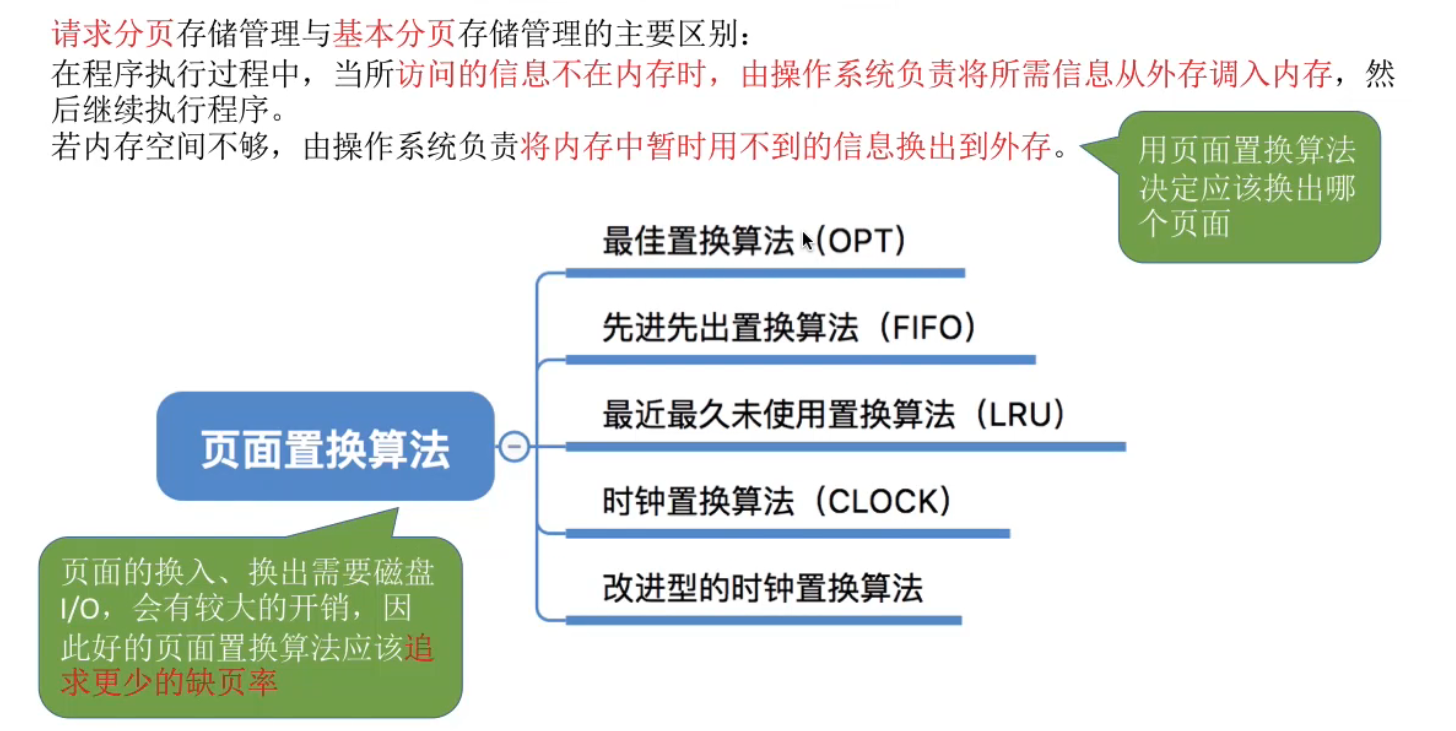 请求分页存储管理与基本分页存储管理的主要区别：
在程序执行过程中，当所访问的信息不在内存时，由操作系统负责将所需信息从外存调入内存，然
后继续执行程序。
若内存空间不够，由操作系统负责将内存中暂时用不到的信息换出到外存。
用页面置换算法
决定应该换出哪
个页面
最佳置换算法（OPT）
先进先出置换算法（FIFO）
最近最久未使用置换算法（LRU）
时钟置换算法（CLOCK）
改进型的时钟置换算法
页面置换算法
页面的换入、换出需要磁盘
I/O，会有较大的开销，因
此好的页面置换算法应该追
求更少的缺页率